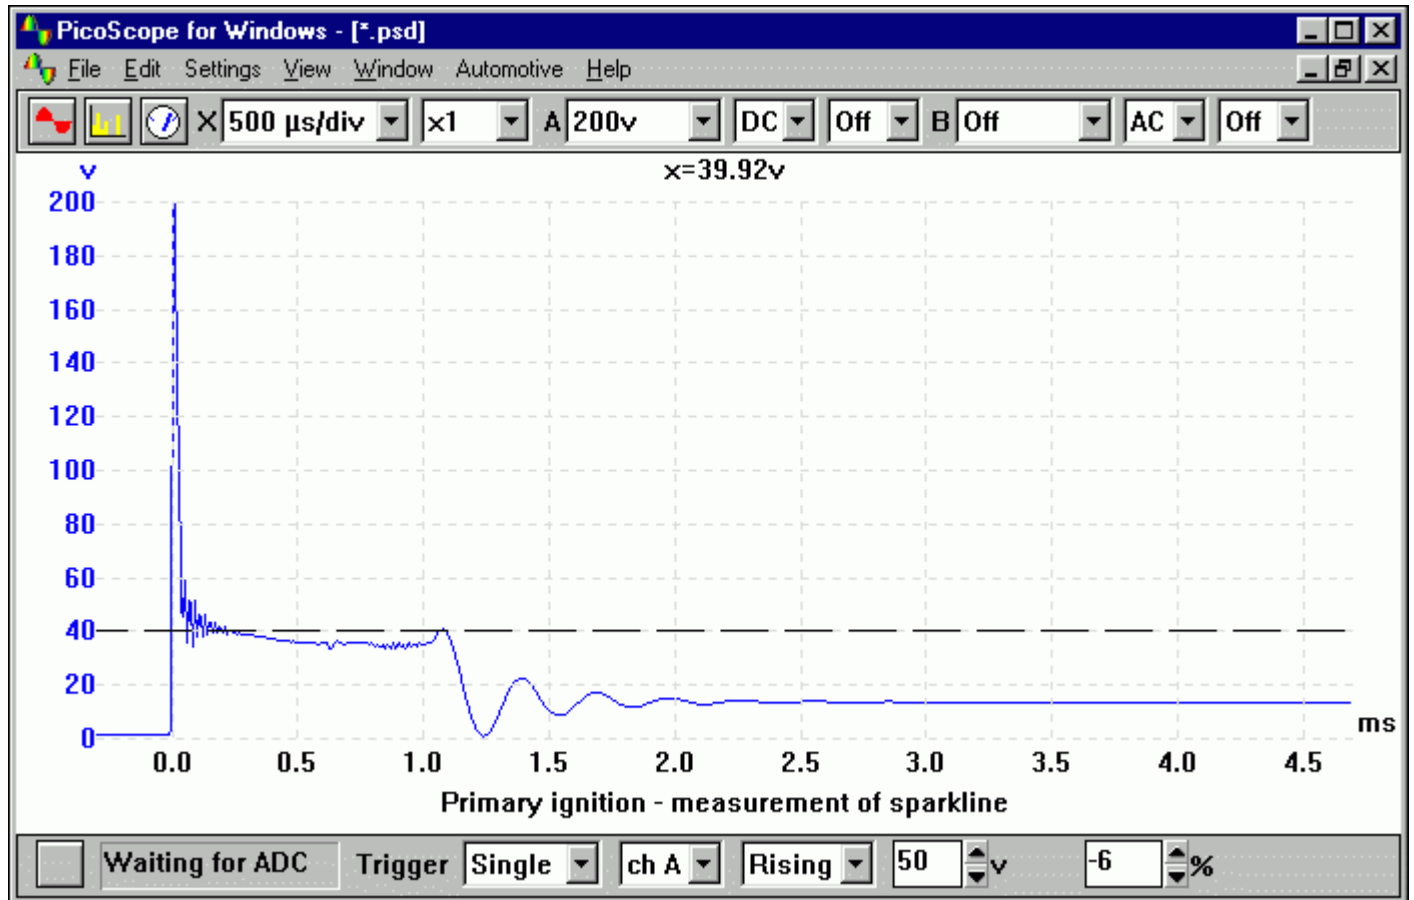 PicoScope for Windows - [*.psd]
File Edit Settings View Window Automotive Help
X 500 µs/div x1 A 200v DC Off B Off AC Off
v x=39.92v
200
180
160
140
120
100
80
60
40
20
0
ms
0.0 0.5 1.0 1.5 2.0 2.5 3.0 3.5 4.0 4.5
Primary ignition - measurement of sparkline
Waiting for ADC Trigger Single ch A Rising 50 v -6 %